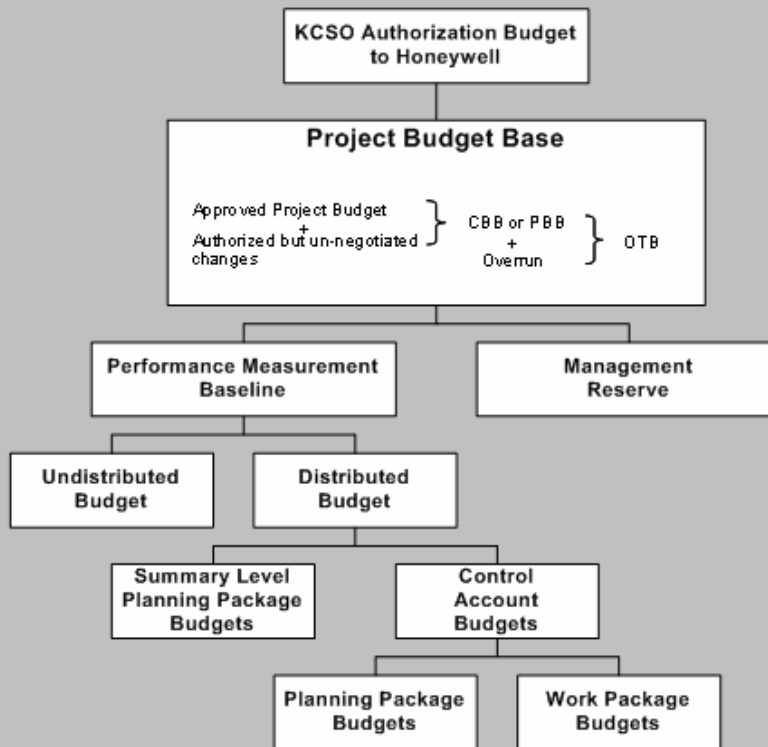 KCSO Authorization Budget
to Honeywell
Project Budget Base
Approved Project Budget
+
Authorized but un-negotiated
changes
CBB or PBB
+
Overrun
OTB
Performance Measurement
Baseline
Management
Reserve
Undistributed
Budget
Distributed
Budget
Summary Level
Planning Package
Budgets
Control
Account
Budgets
Planning Package
Budgets
Work Package
Budgets